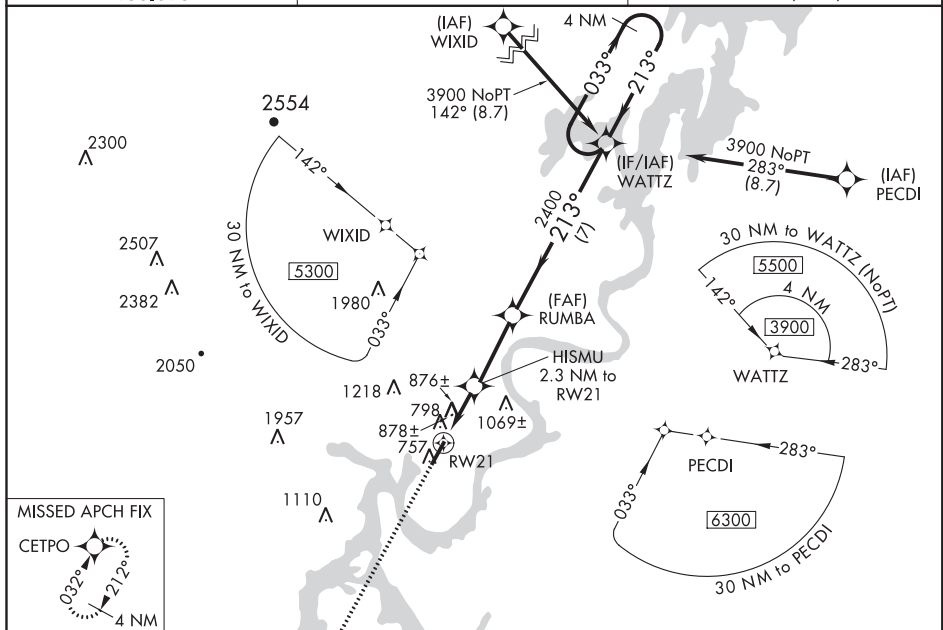 (IAF)
WIXID
4 NM
033°
213°
3900 NoPT
142° (8.7)
2554
2300
(IF/IAF)
WATTZ
3900 NoPT
283°
(8.7)
(IAF)
PECDI
142°
2400
213°
(7)
WIXID
2507
30 NM to WIXID
5300
2382
1980
033°
30 NM to WATTZ (NoPT)
5500
142°
4 NM
3900
283°
WATTZ
(FAF)
RUMBA
2050
HISMU
2.3 NM to
RW21
1218
876±
798
1069±
878±
1957
757
RW21
PECDI
283°
033°
6300
30 NM to PECDI
1110
MISSED APCH FIX
CETPO
032°
212°
4 NM